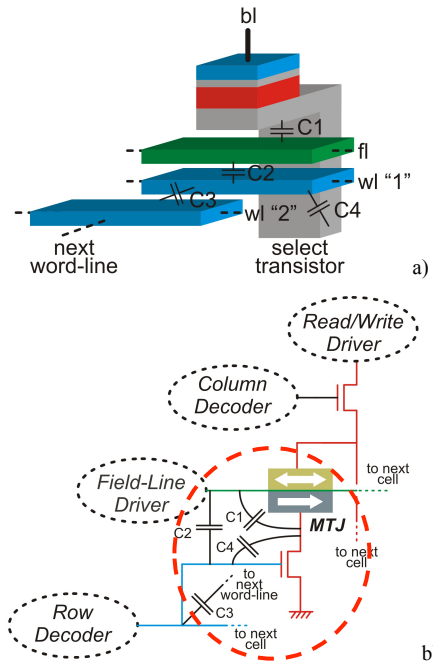 bl
C1
fl
C2
wl “1”
C3
wl “2”
C4
next
word-line
select
transistor
a)
Read/Write
Driver
Column
Decoder
Field-Line
Driver
to next
cell
C1
MTJ
C2
C4
to next
cell
to next
word-line
C3
Row
Decoder
to next
cell
b